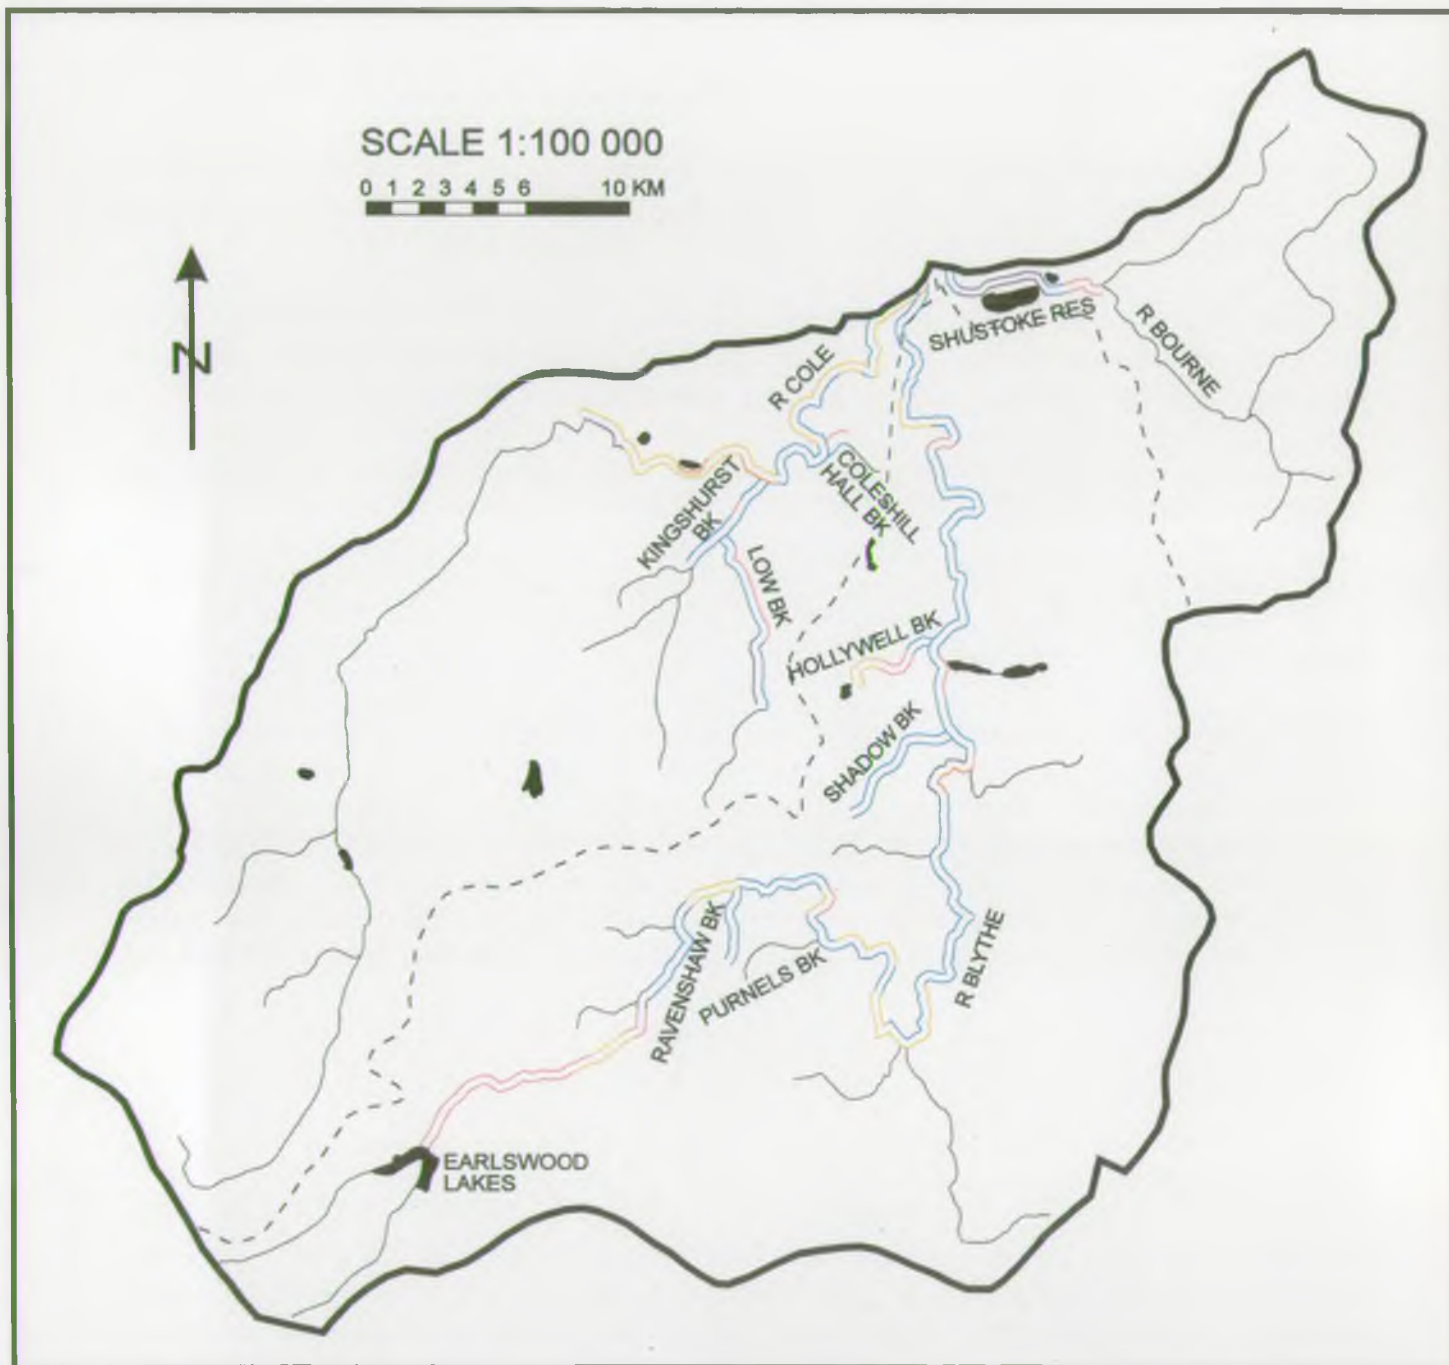 SCALE 1:100 000
0 1 2 3 4 5 6 10 KM
N
SHUSTOKE RES
R BOURNE
R COLE
COLESHILL
HALL BK
KINGSHURST
BK
LOW BK
HOLLYWELL BK
SHADOW BK
RAVENSHAW BK
PURNELS BK
R BLYTHE
EARLSWOOD
LAKES